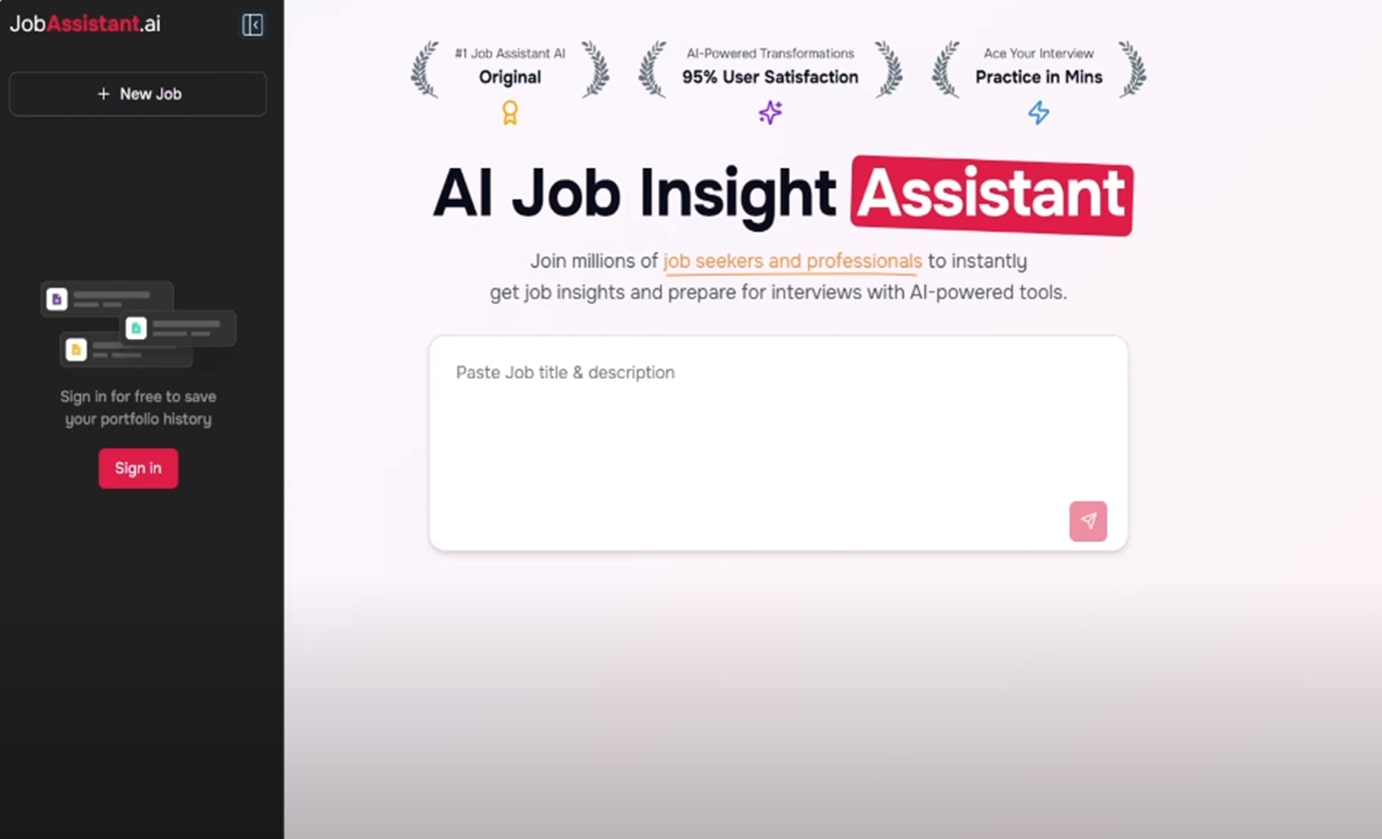 JobAssistant.ai
+ New Job
Sign in for free to save
your portfolio history
Sign in
#1 Job Assistant AI
Original
AI-Powered Transformations
95% User Satisfaction
Ace Your Interview
Practice in Mins
AI Job Insight Assistant
Join millions of job seekers and professionals to instantly
get job insights and prepare for interviews with AI-powered tools.
Paste Job title & description